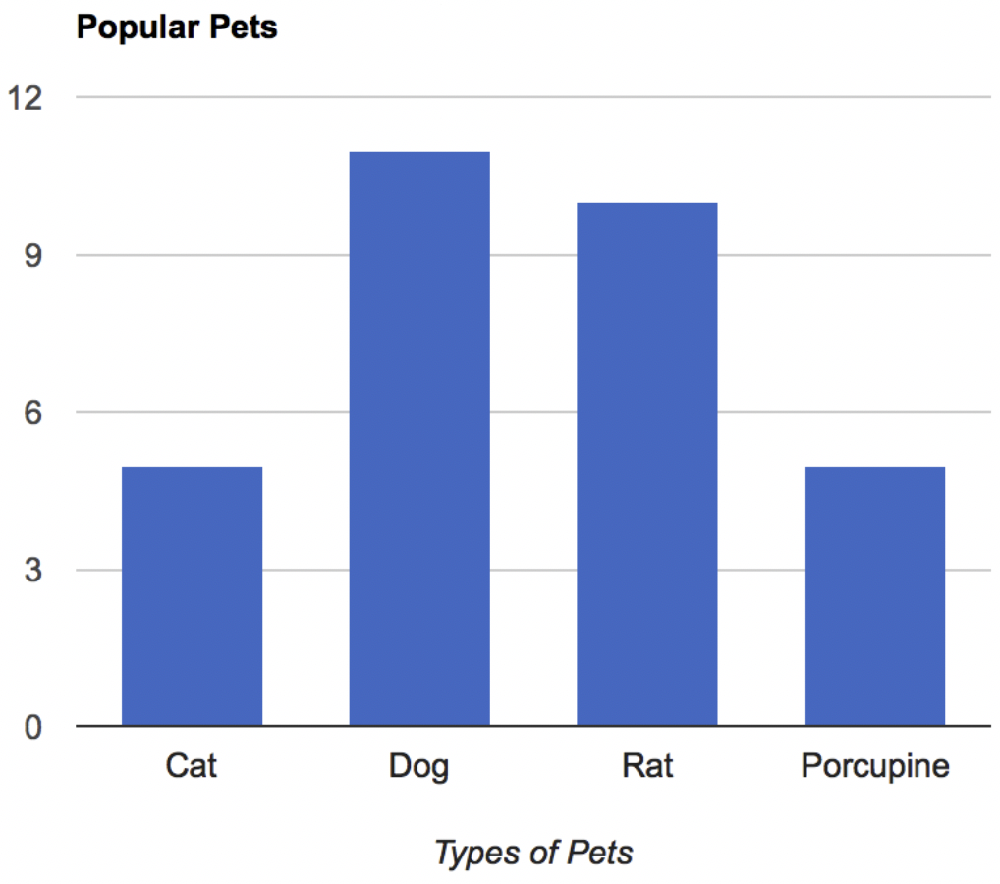 Popular Pets
12
9
6
3
0
Cat Dog Rat Porcupine
Types of Pets